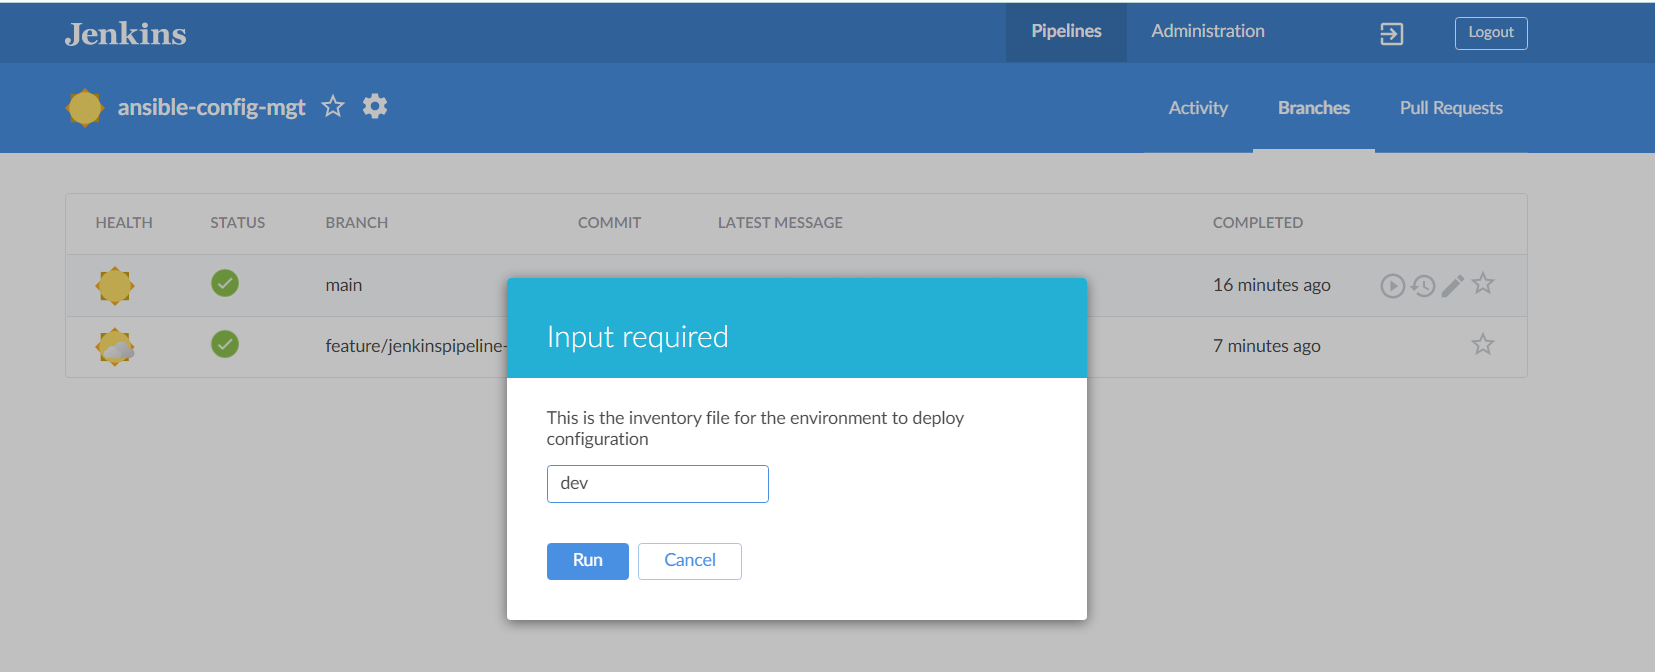 Jenkins
Pipelines
Administration
Logout
ansible-config-mgt
Activity
Branches
Pull Requests
HEALTH STATUS BRANCH COMMIT LATEST MESSAGE COMPLETED
main 16 minutes ago
feature/jenkinspipeline- 7 minutes ago
Input required
This is the inventory file for the environment to deploy
configuration
dev
Run
Cancel